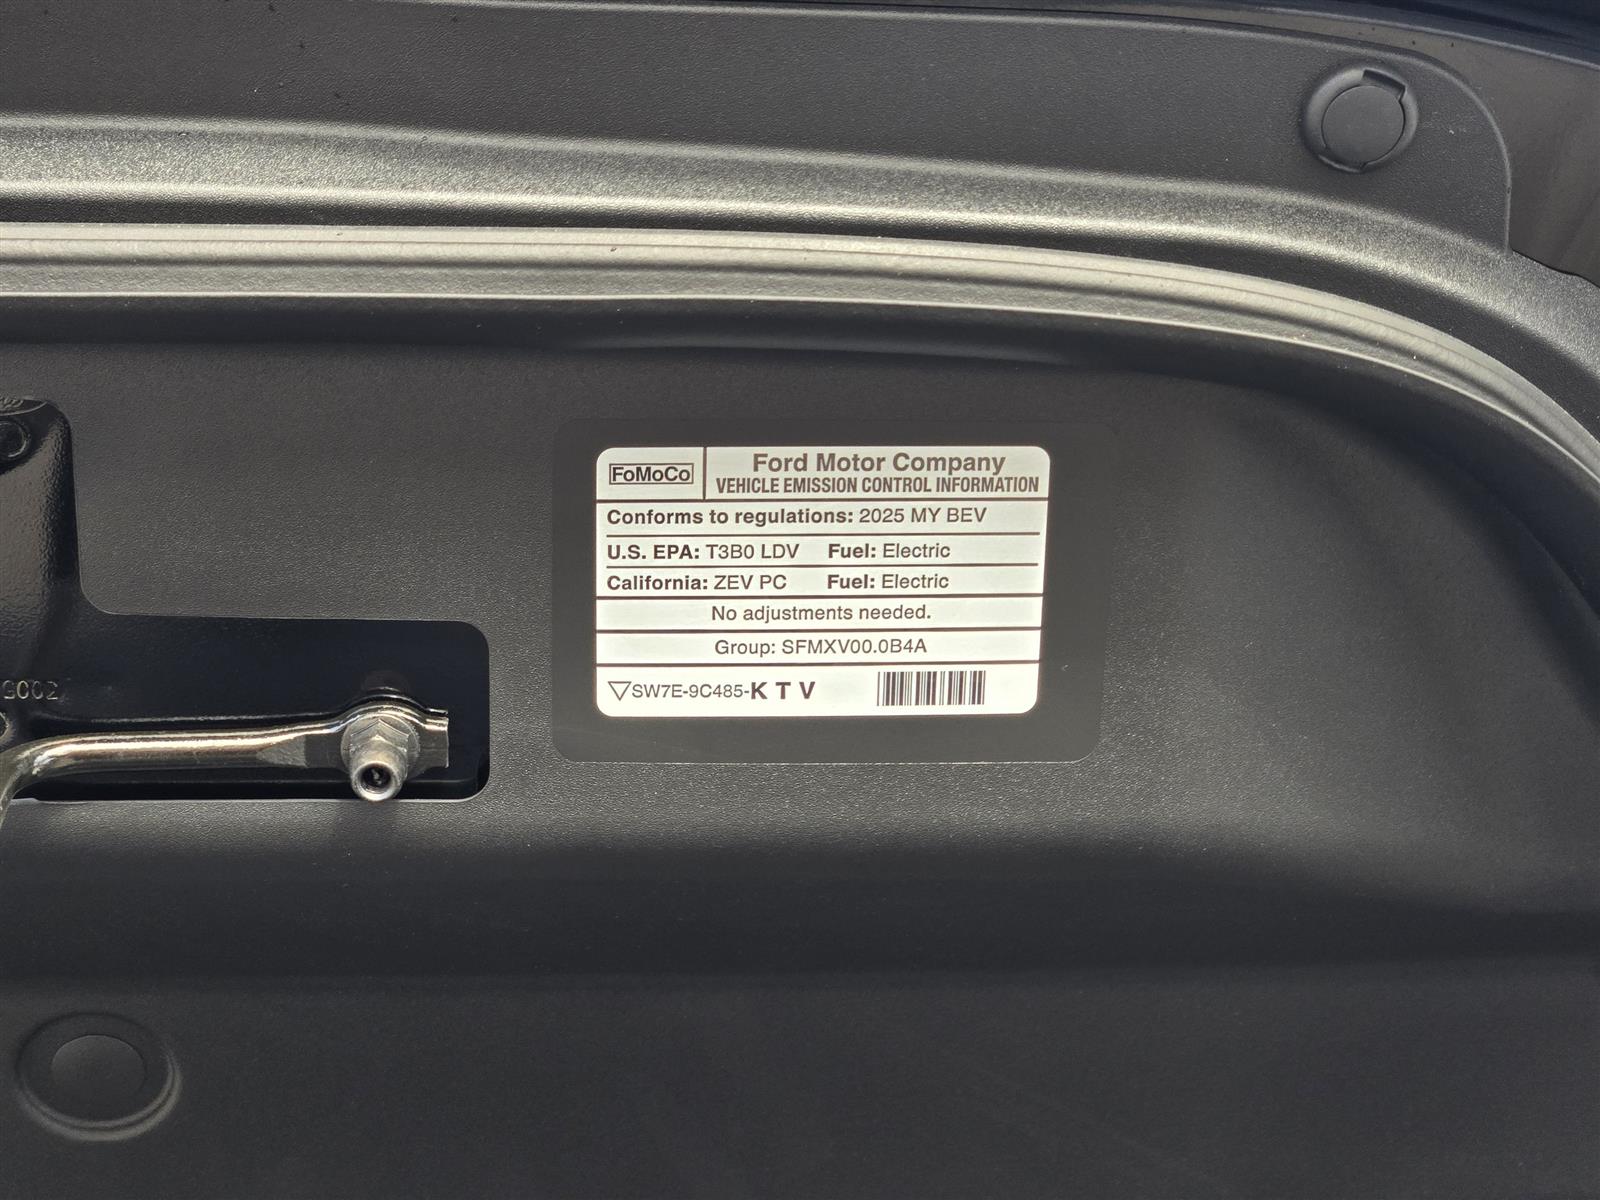 FoMoCo
Ford Motor Company
VEHICLE EMISSION CONTROL INFORMATION
Conforms to regulations: 2025 MY BEV
U.S. EPA: T3B0 LDV Fuel: Electric
California: ZEV PC Fuel: Electric
No adjustments needed.
Group: SFMXV00.0B4A
SW7E-9C485-K T V